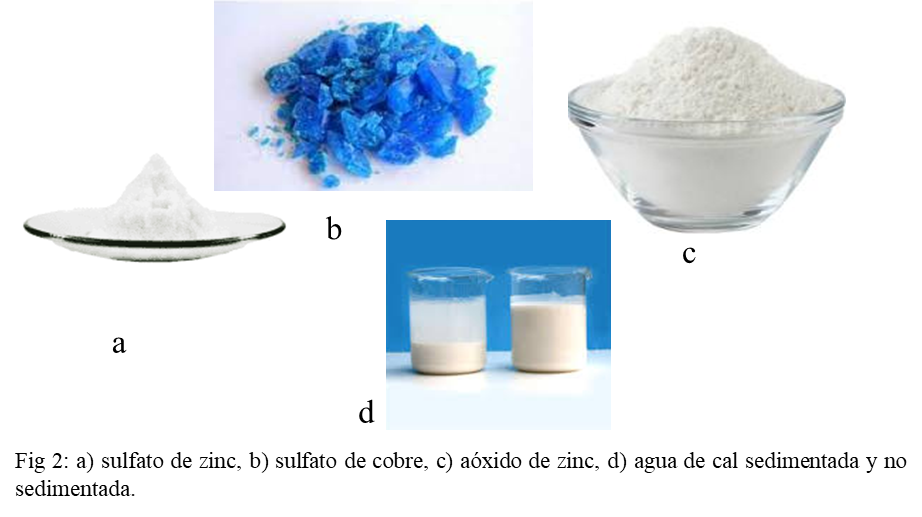 b
c
a
d
Fig 2: a) sulfato de zinc, b) sulfato de cobre, c) aóxido de zinc, d) agua de cal sedimentada y no
sedimentada.